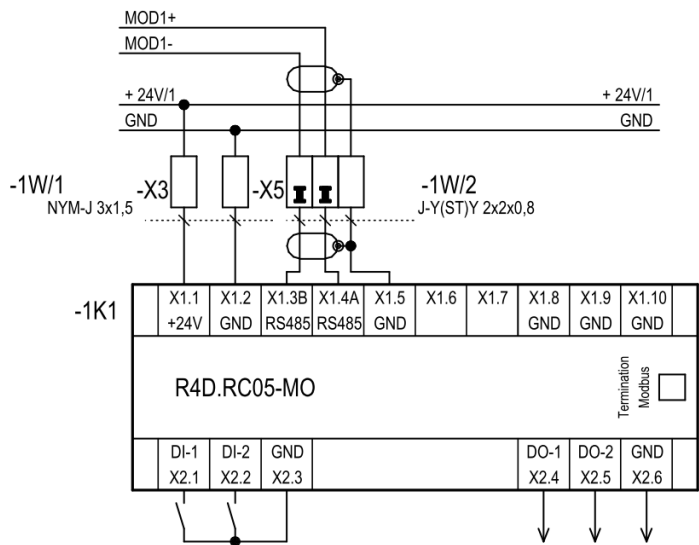 MOD1+
MOD1-
+ 24V/1 + 24V/1
GND GND
-1W/1 -X3 -X5 -1W/2
NYM-J 3x1,5 J-Y(ST)Y 2x2x0,8
-1K1
X1.1 X1.2 X1.3B X1.4A X1.5 X1.6 X1.7 X1.8 X1.9 X1.10
+24V GND RS485 RS485 GND GND GND GND
R4D.RC05-MO
Termination
Modbus
DI-1 DI-2 GND DO-1 DO-2 GND
X2.1 X2.2 X2.3 X2.4 X2.5 X2.6